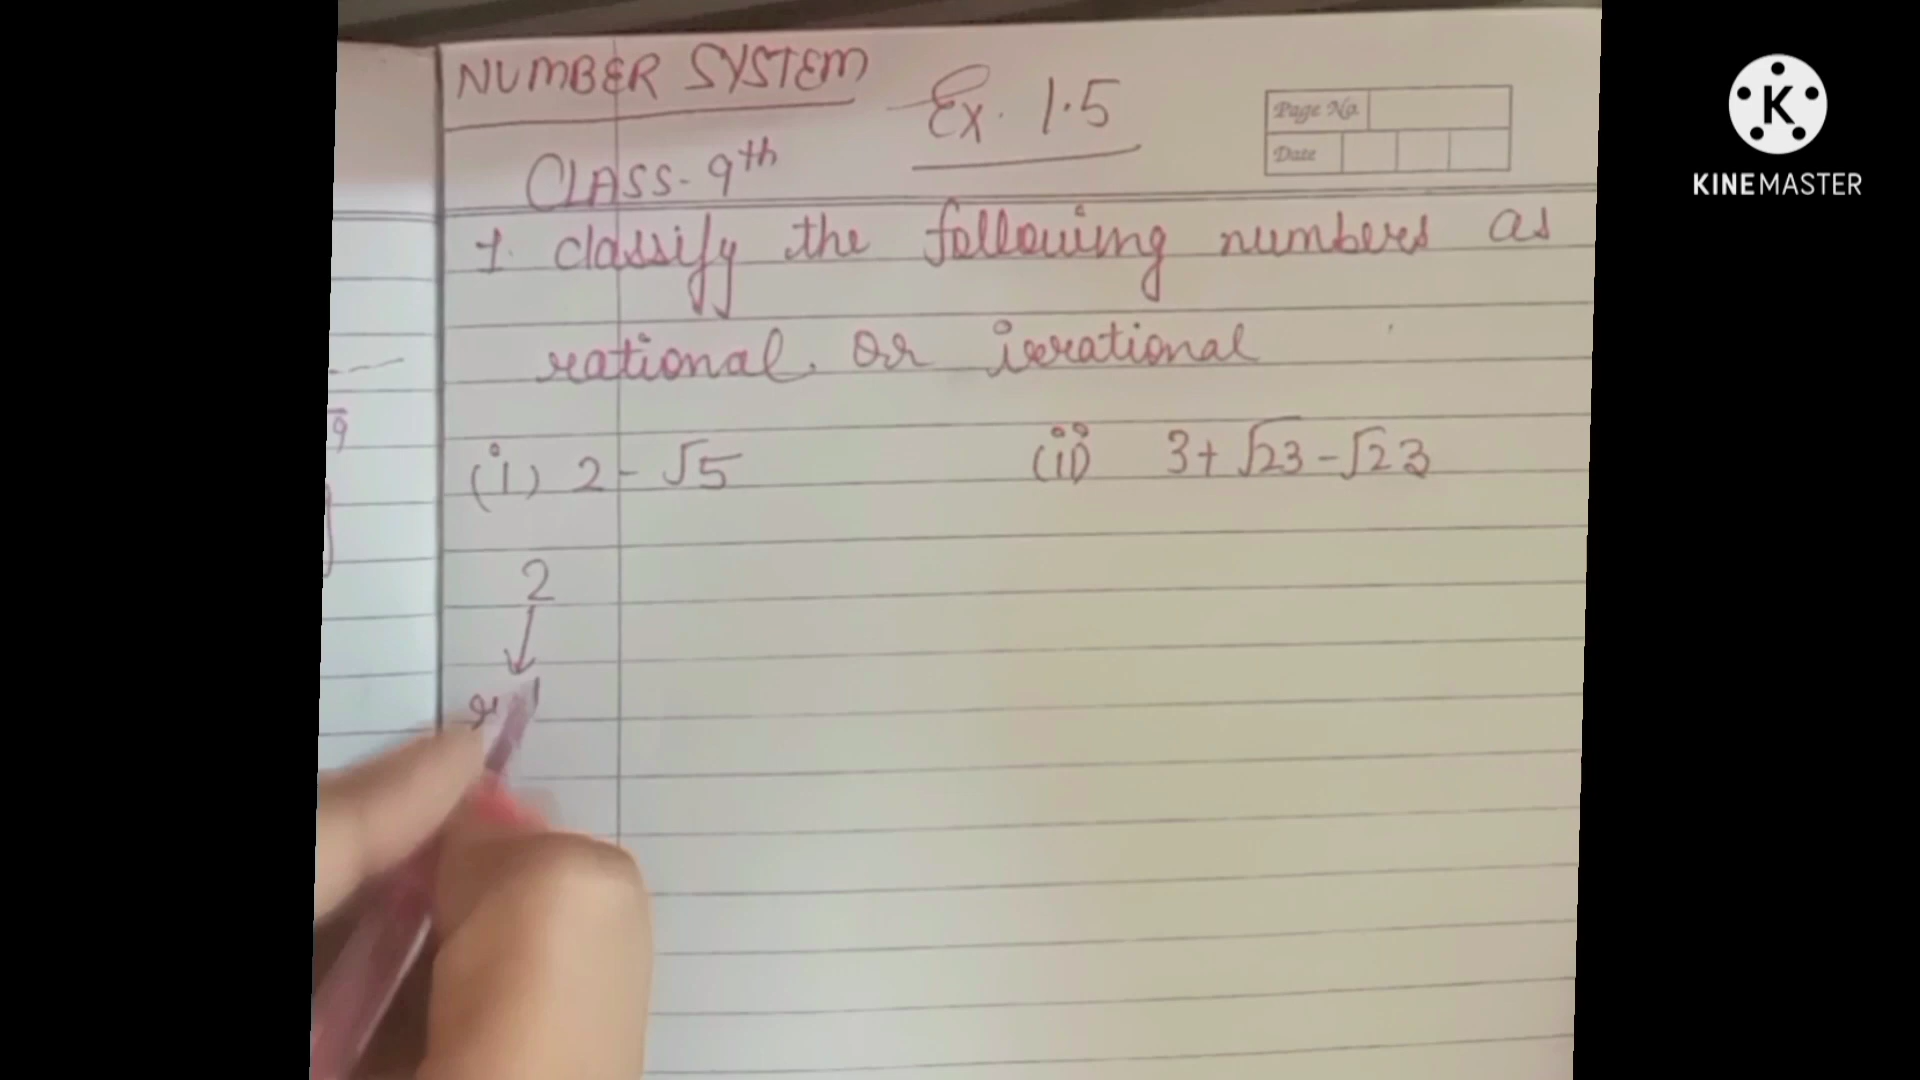 NUMBER SYSTEM
Ex. 1.5
Page No.
Date
CLASS-9th
1. classify the following numbers as
rational or irrational
(i) 2 - √5 (ii) 3 + √23 - √23
2
K
KINEMASTER